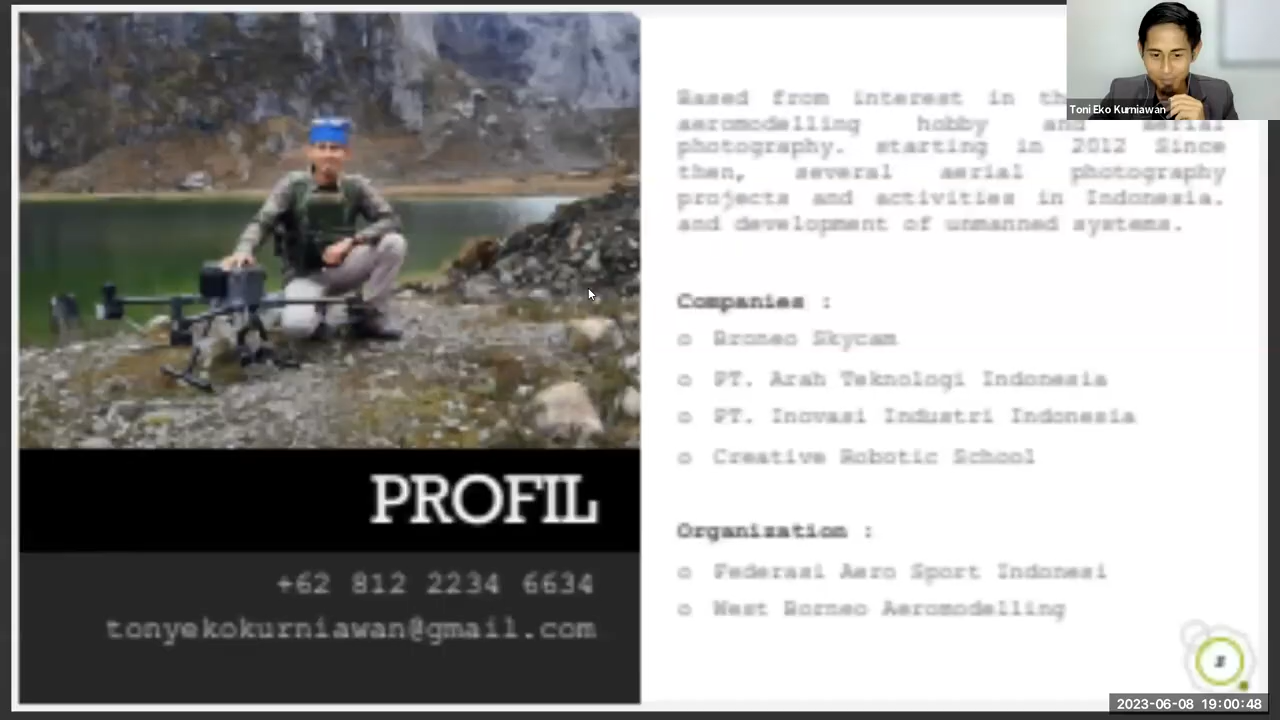 Toni Eko Kurniawan
Based from interest in
aeromodelling hobby and aerial
photography. starting in 2012 Since
then, several aerial photography
projects and activities in Indonesia.
and development of unmanned systems.
Companies :
o Broneo Skycam
o PT. Arah Teknologi Indonesia
o PT. Inovasi Industri Indonesia
o Creative Robotic School
Organization :
o Federasi Aero Sport Indonesi
o West Borneo Aeromodelling
PROFIL
+62 812 2234 6634
tonyekokurniawan@gmail.com
2023-06-08 19:00:48